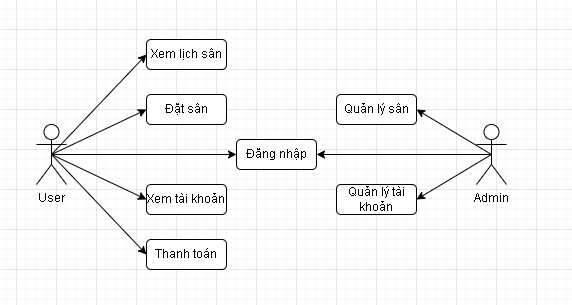 Xem lịch sân
Đặt sân
Quản lý sân
Đăng nhập
User
Xem tài khoản
Quản lý tài
khoản
Admin
Thanh toán